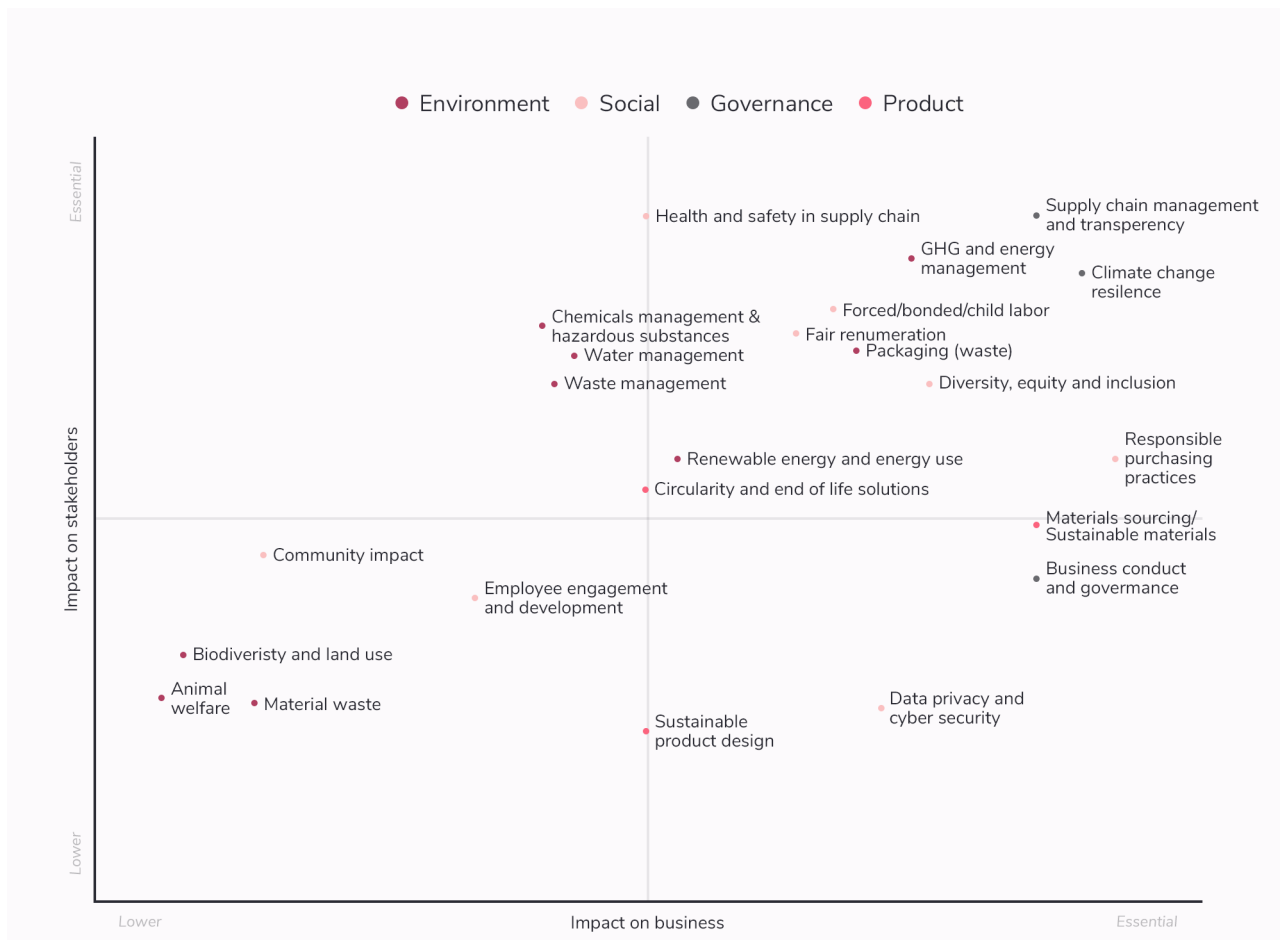 Environment
Social
Governance
Product
Essential
Health and safety in supply chain
Supply chain management
and transperency
GHG and energy
management
Climate change
resilence
Forced/bonded/child labor
Chemicals management &
hazardous substances
Fair renumeration
Packaging (waste)
Water management
Waste management
Diversity, equity and inclusion
Responsible
purchasing
practices
Renewable energy and energy use
Circularity and end of life solutions
Impact on stakeholders
Materials sourcing/
Sustainable materials
Community impact
Business conduct
and govermance
Employee engagement
and development
Biodiveristy and land use
Animal
welfare
Material waste
Data privacy and
cyber security
Sustainable
product design
Lower
Lower
Impact on business
Essential